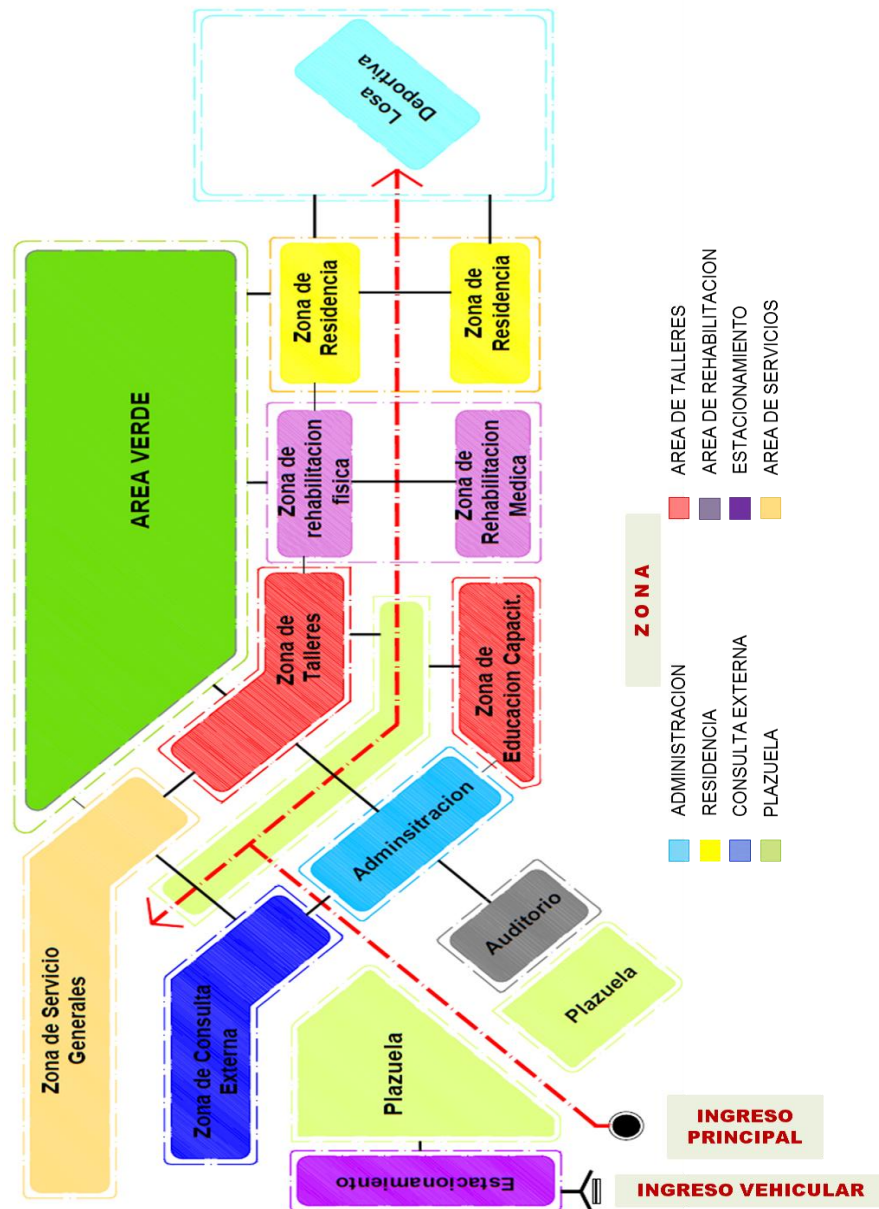 Losa
Deportiva
AREA VERDE
Zona de
Residencia
Zona de
Residencia
Zona de
rehabilitacion
fisica
Zona de
Rehabilitacion
Medica
Zona de
Talleres
Zona de
Educacion Capacit.
Adminsitracion
Auditorio
Plazuela
Zona de Servicio
Generales
Zona de Consulta
Externa
Plazuela
Estacionamiento
INGRESO
PRINCIPAL
INGRESO VEHICULAR
ZONA
ADMINISTRACION
RESIDENCIA
CONSULTA EXTERNA
PLAZUELA
AREA DE TALLERES
AREA DE REHABILITACION
ESTACIONAMIENTO
AREA DE SERVICIOS